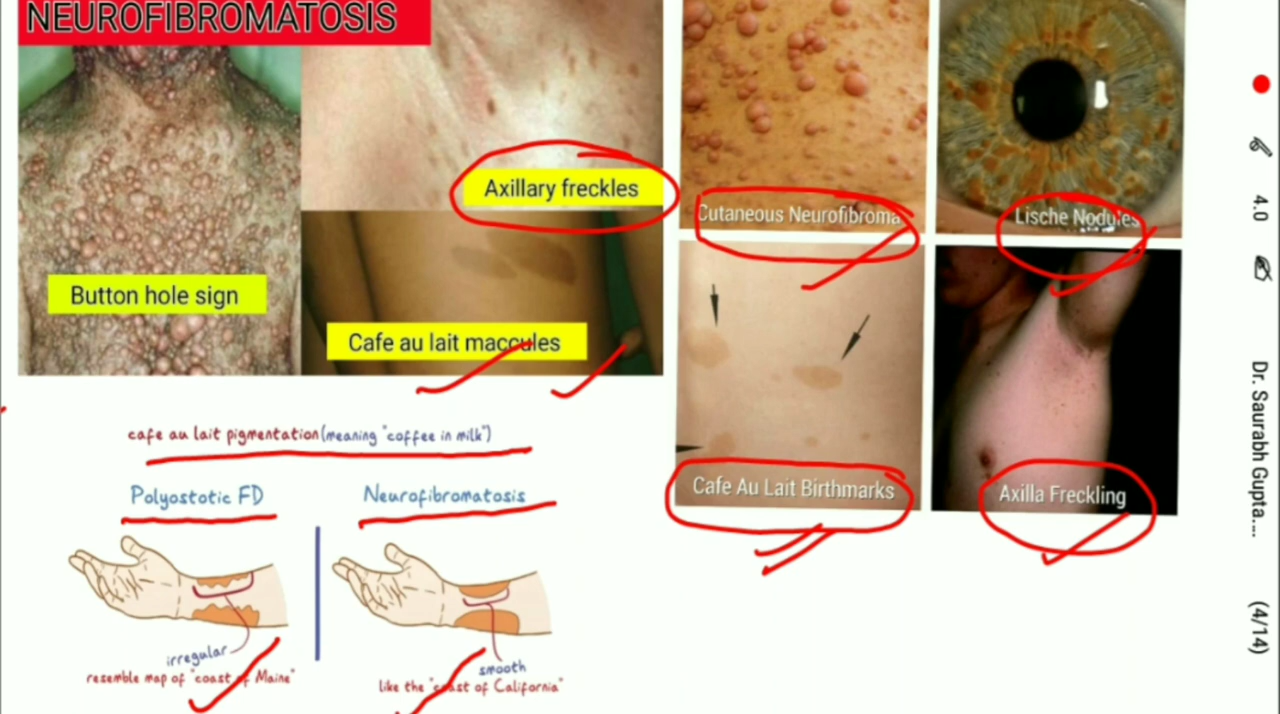 NEUROFIBROMATOSIS
Axillary freckles
Button hole sign
Cafe au lait maccules
Cutaneous Neurofibroma
Lische Nodules
Cafe Au Lait Birthmarks
Axilla Freckling
cafe au lait pigmentation (meaning "coffee in milk")
Polyostotic FD
Neurofibromatosis
irregular
resemble map of "coast of Maine"
smooth
like the "coast of California"
4.0
Dr. Saurabh Gupta....
(4/14)